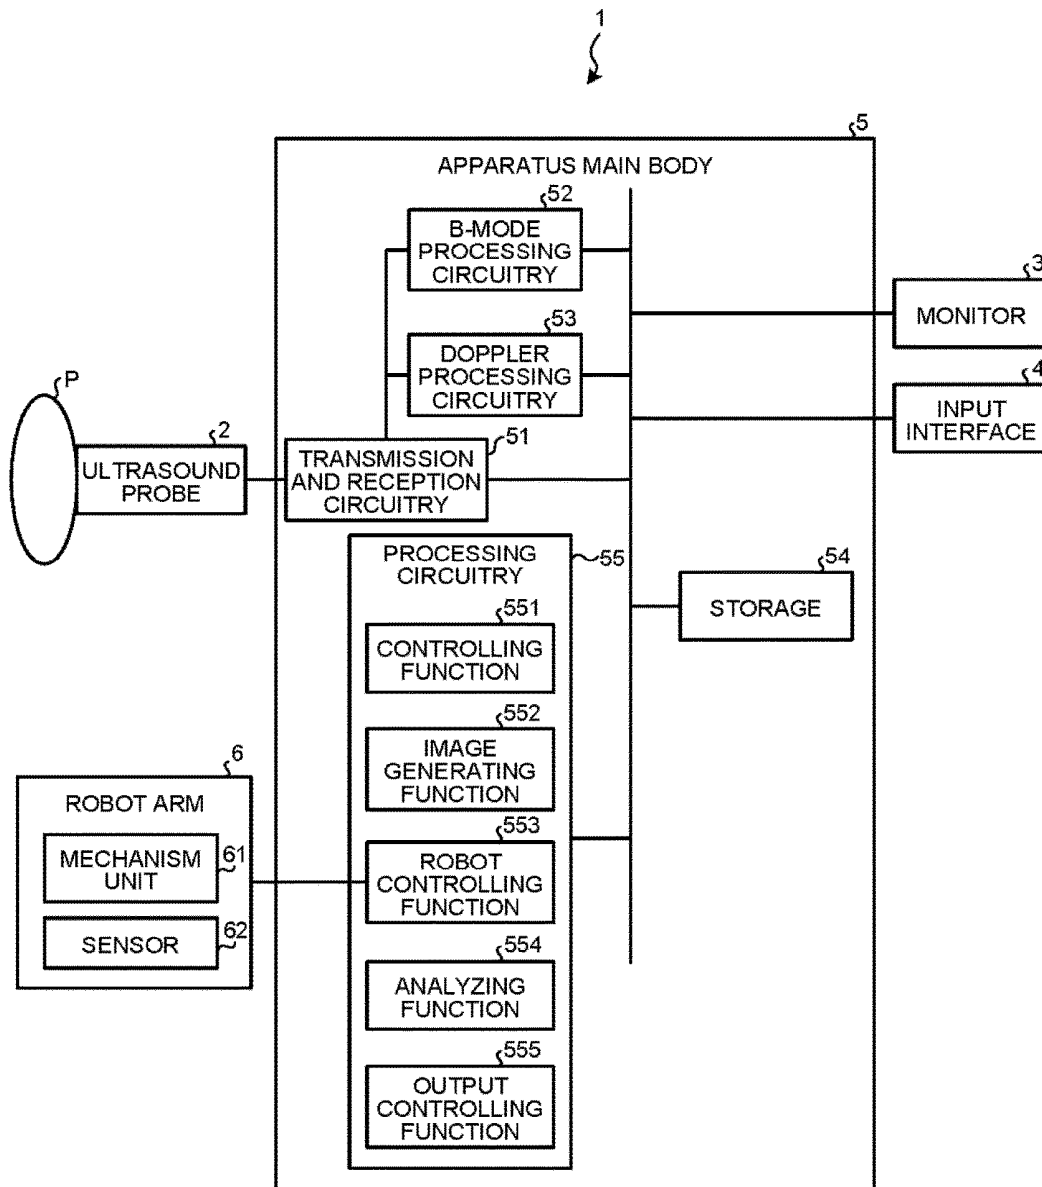 1
5
APPARATUS MAIN BODY
52
B-MODE
PROCESSING
CIRCUITRY
3
MONITOR
53
DOPPLER
PROCESSING
CIRCUITRY
4
INPUT
INTERFACE
P
2
ULTRASOUND
PROBE
51
TRANSMISSION
AND RECEPTION
CIRCUITRY
PROCESSING
CIRCUITRY
55
54
STORAGE
551
CONTROLLING
FUNCTION
552
IMAGE
GENERATING
FUNCTION
6
ROBOT ARM
MECHANISM
UNIT
61
SENSOR
62
553
ROBOT
CONTROLLING
FUNCTION
554
ANALYZING
FUNCTION
555
OUTPUT
CONTROLLING
FUNCTION